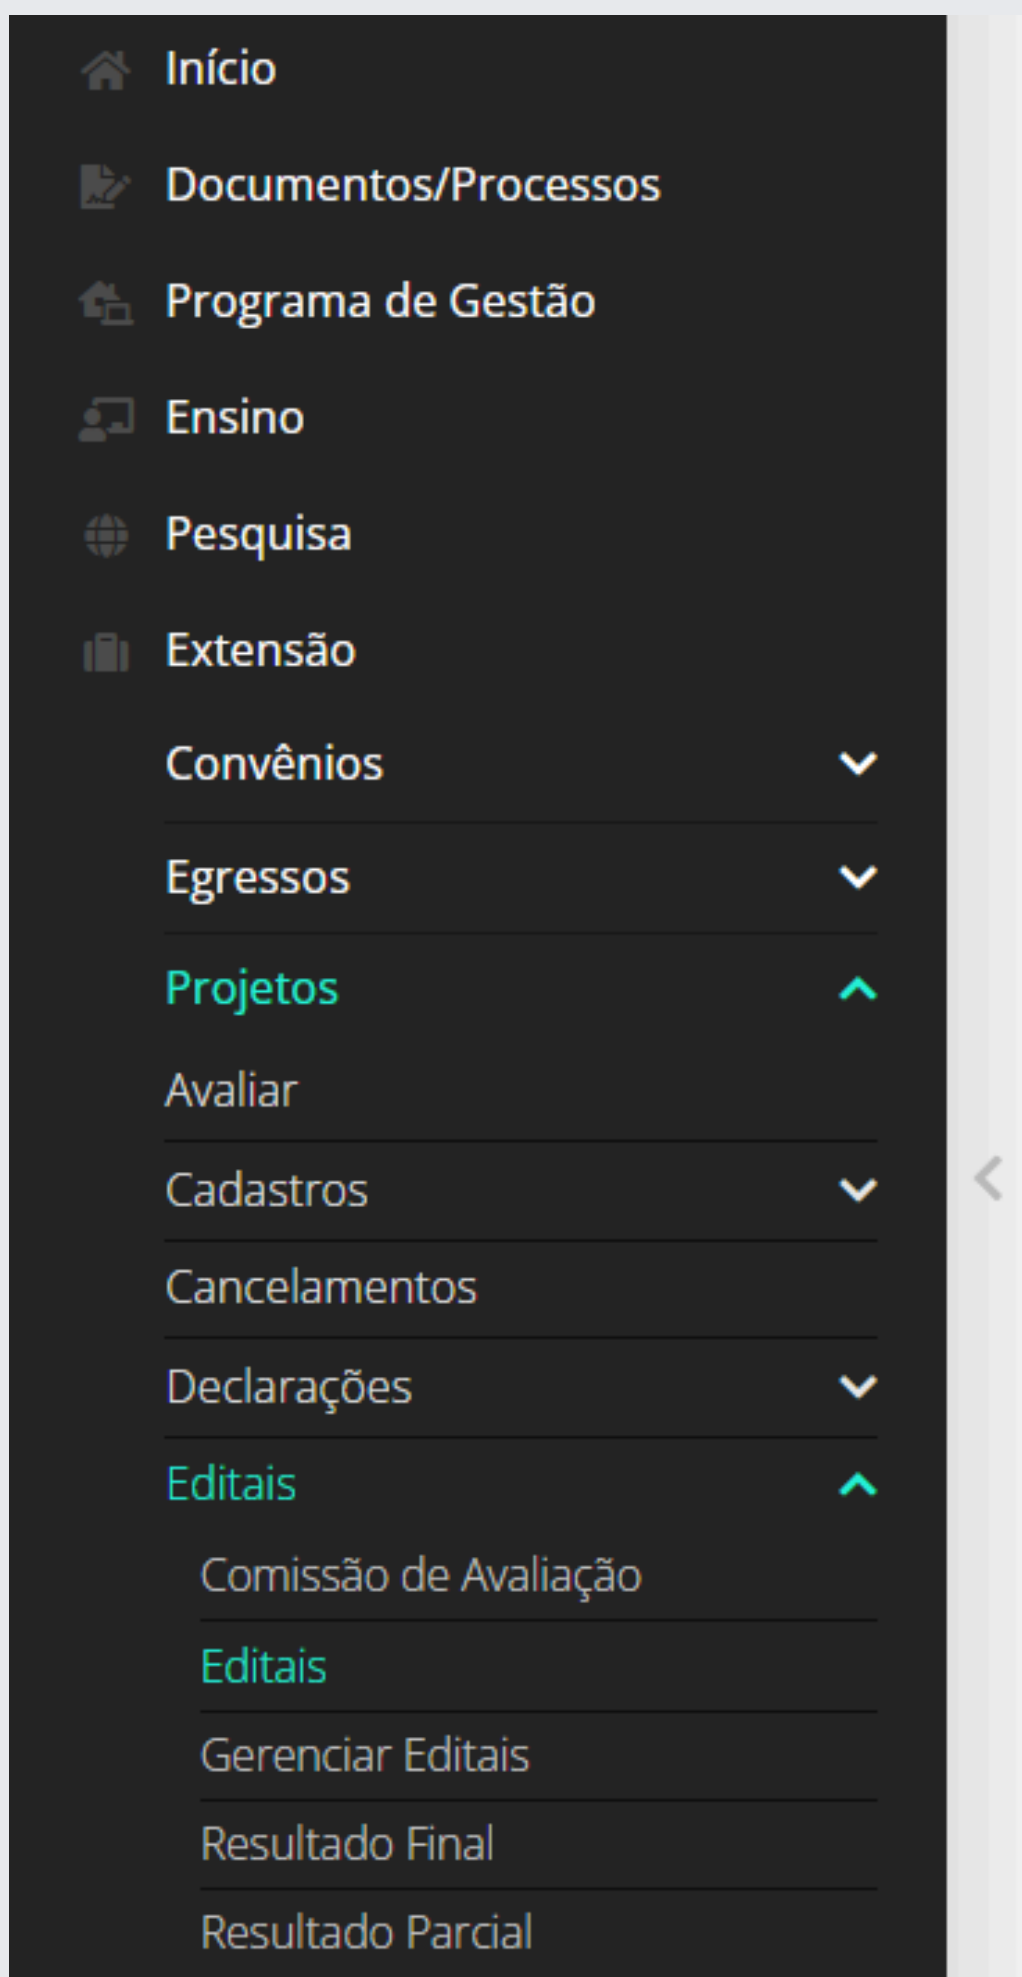 Início
Documentos/Processos
Programa de Gestão
Ensino
Pesquisa
Extensão
Convênios
Egressos
Projetos
Avaliar
Cadastros
Cancelamentos
Declarações
Editais
Comissão de Avaliação
Editais
Gerenciar Editais
Resultado Final
Resultado Parcial